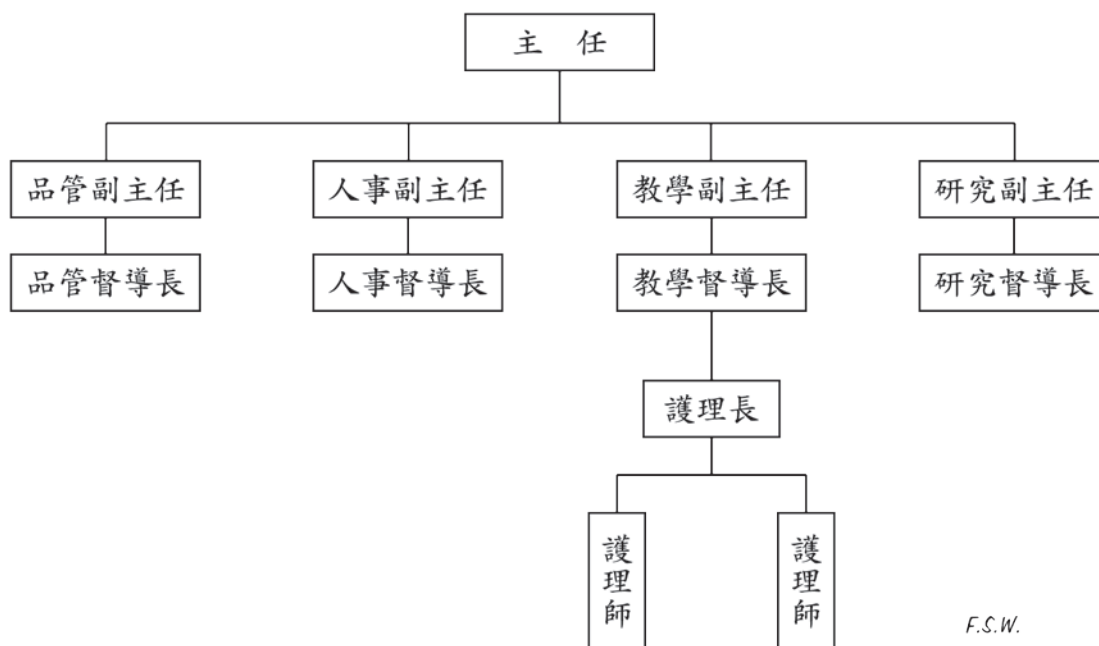 主 任
品管副主任
人事副主任
教學副主任
研究副主任
品管督導長
人事督導長
教學督導長
研究督導長
護理長
護理師
護理師
F.S.W.